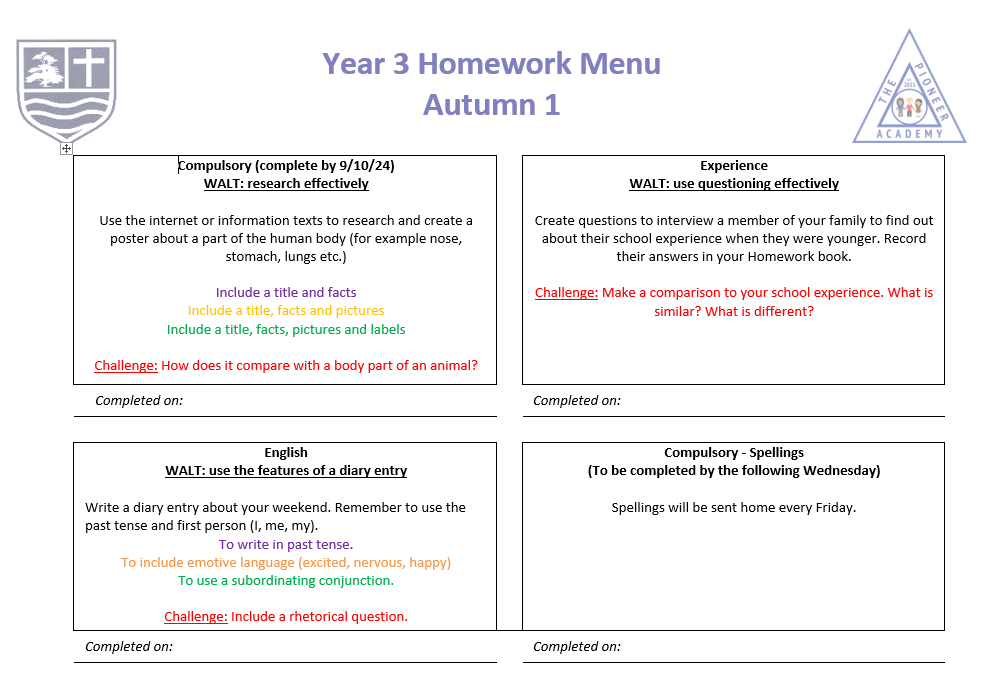 Year 3 Homework Menu
Autumn 1
THE PIONEER ACADEMY
Compulsory (complete by 9/10/24)
WALT: research effectively
Use the internet or information texts to research and create a
poster about a part of the human body (for example nose,
stomach, lungs etc.)
Include a title and facts
Include a title, facts and pictures
Include a title, facts, pictures and labels
Challenge: How does it compare with a body part of an animal?
Completed on:
Experience
WALT: use questioning effectively
Create questions to interview a member of your family to find out
about their school experience when they were younger. Record
their answers in your Homework book.
Challenge: Make a comparison to your school experience. What is
similar? What is different?
Completed on:
English
WALT: use the features of a diary entry
Write a diary entry about your weekend. Remember to use the
past tense and first person (I, me, my).
To write in past tense.
To include emotive language (excited, nervous, happy)
To use a subordinating conjunction.
Challenge: Include a rhetorical question.
Completed on:
Compulsory - Spellings
(To be completed by the following Wednesday)
Spellings will be sent home every Friday.
Completed on: